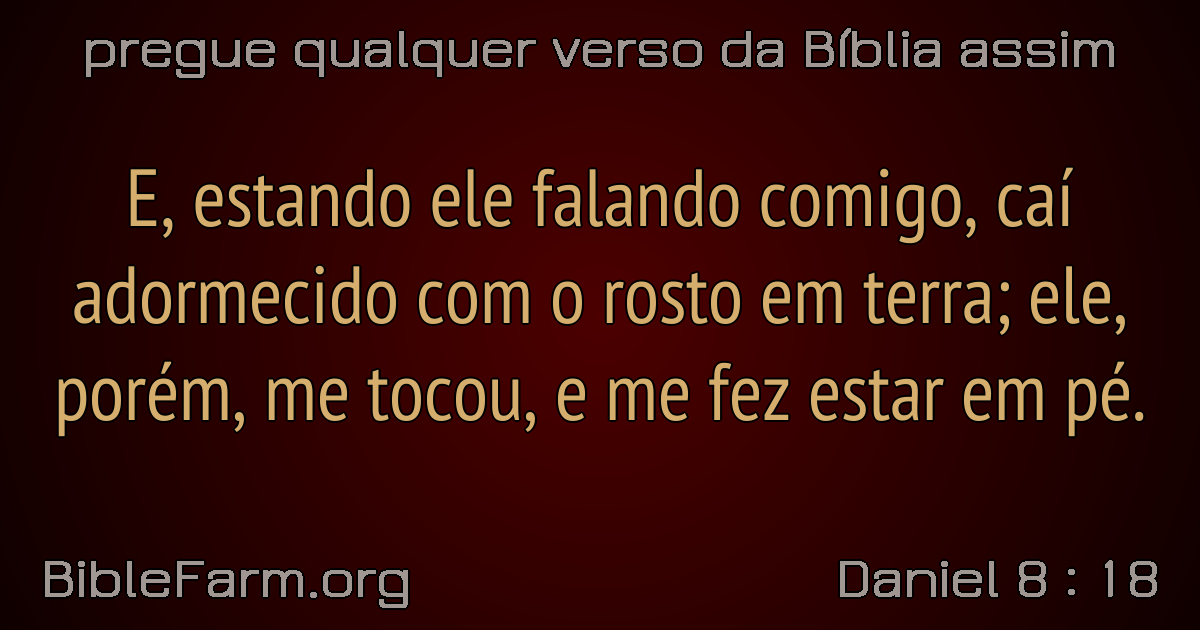 pregue qualquer verso da Bíblia assim
E, estando ele falando comigo, caí
adormecido com o rosto em terra; ele,
porém, me tocou, e me fez estar em pé.
BibleFarm.org
Daniel 8 : 18